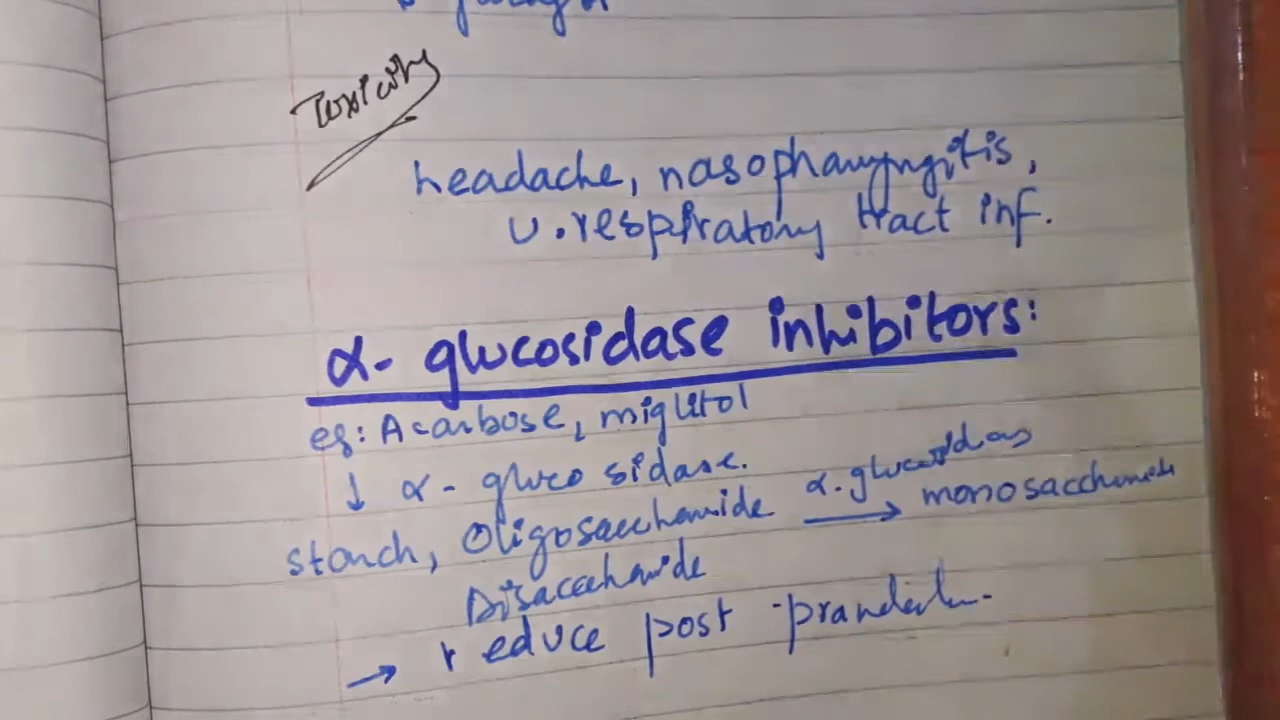 Toxicity
headache, nasopharyngitis,
U. respiratory tract inf.
α- glucosidase inhibitors:
eg: Acarbose, miglitol
↓ α- glucosidase.
starch, Oligosaccharide α. glucosidas → monosaccharide
Disaccharide
→ reduce post -prandial